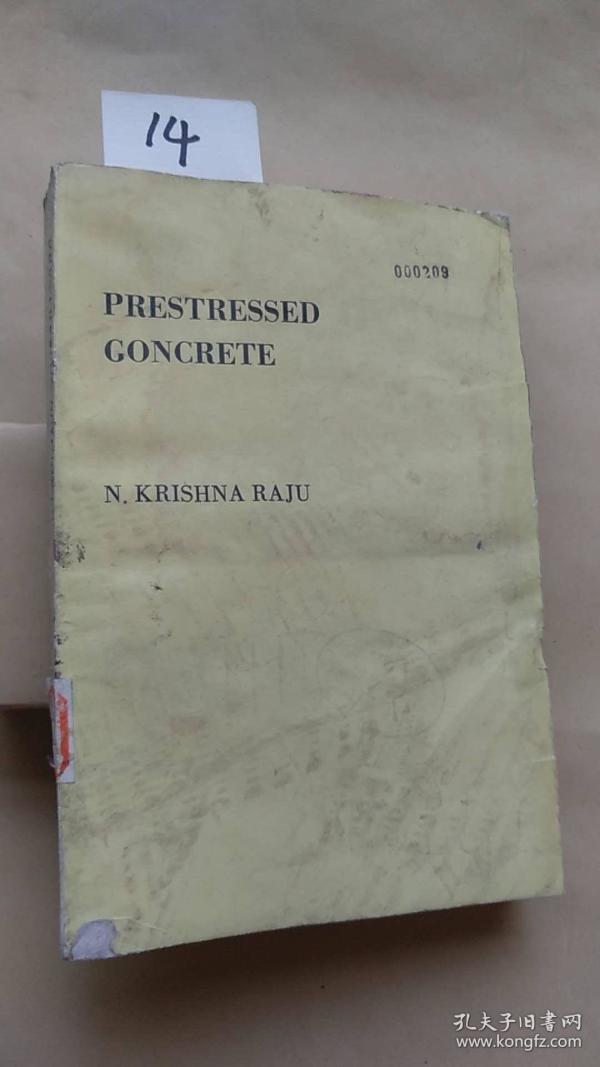 14
000209
PRESTRESSED
GONCRETE
N. KRISHNA RAJU
孔夫子旧书网
www.kongfz.com